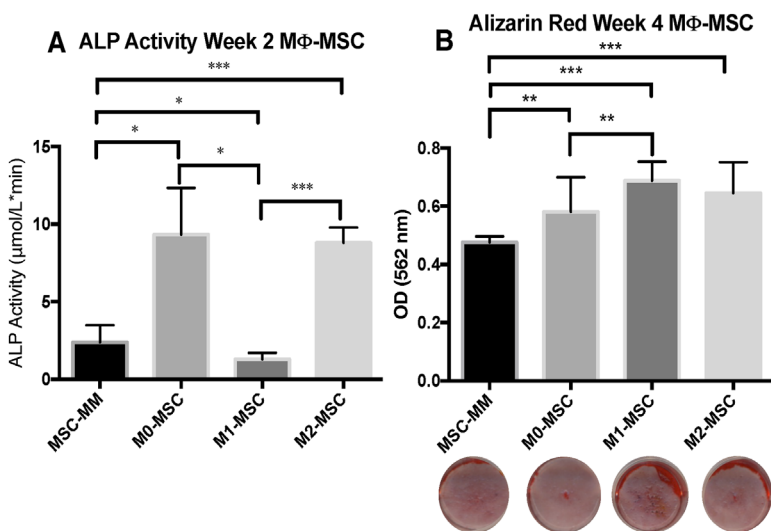 A ALP Activity Week 2 MΦ-MSC
***
*
*
*
***
ALP Activity (µmol/L*min)
15
10
5
0
MSC-MM
M0-MSC
M1-MSC
M2-MSC
B Alizarin Red Week 4 MΦ-MSC
***
***
**
**
OD (562 nm)
0.8
0.6
0.4
0.2
0.0
MSC-MM
M0-MSC
M1-MSC
M2-MSC